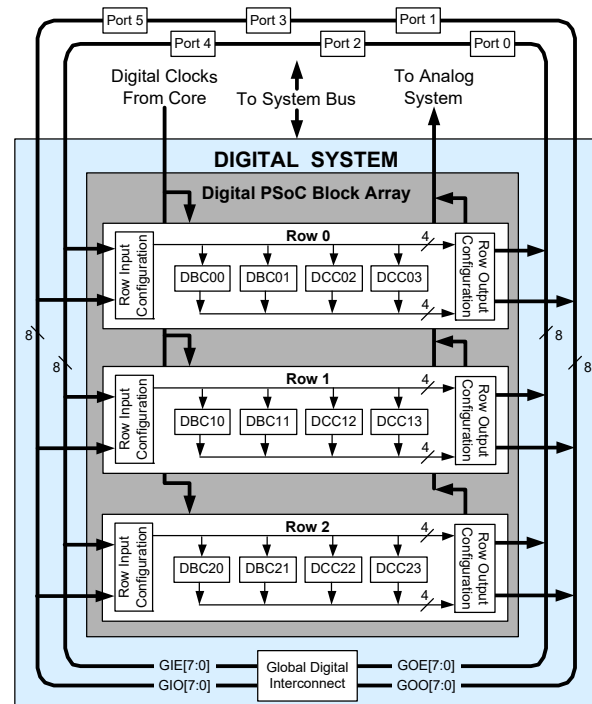 Port 5
Port 3
Port 1
Port 4
Port 2
Port 0
Digital Clocks
From Core
To System Bus
To Analog
System
DIGITAL SYSTEM
Digital PSoC Block Array
Row 0
Row Input
Configuration
DBC00
DBC01
DCC02
DCC03
4
4
Row Output
Configuration
8
8
8
8
Row 1
Row Input
Configuration
DBC10
DBC11
DCC12
DCC13
4
4
Row Output
Configuration
Row 2
Row Input
Configuration
DBC20
DBC21
DCC22
DCC23
4
4
Row Output
Configuration
GIE[7:0]
GIO[7:0]
Global Digital
Interconnect
GOE[7:0]
GOO[7:0]